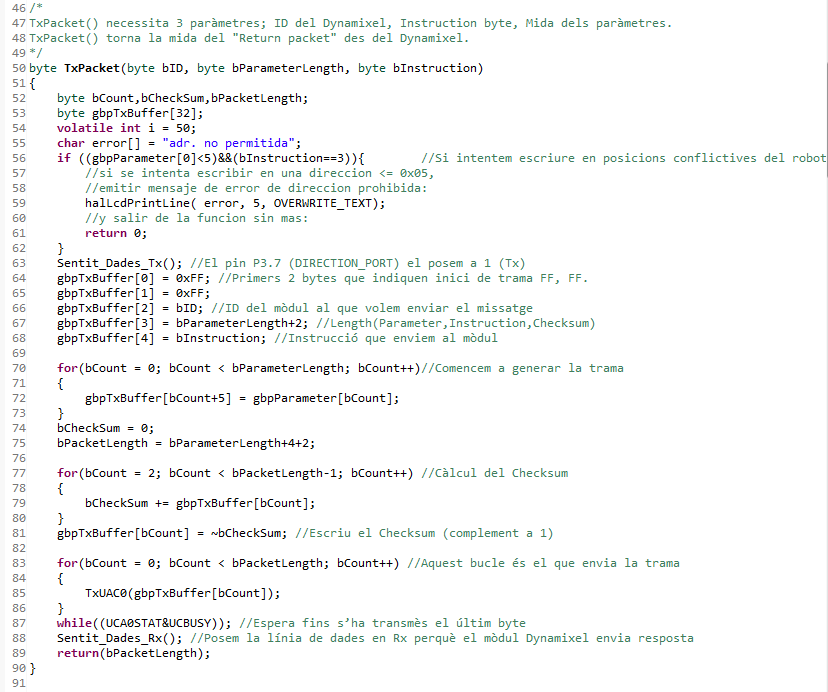 46 /*
47 TxPacket() necessita 3 paràmetres; ID del Dynamixel, Instruction byte, Mida dels paràmetres.
48 TxPacket() torna la mida del "Return packet" des del Dynamixel.
49 */
50 byte TxPacket(byte bID, byte bParameterLength, byte bInstruction)
51 {
52     byte bCount,bCheckSum,bPacketLength;
53     byte gbpTxBuffer[32];
54     volatile int i = 50;
55     char error[] = "adr. no permitida";
56     if ((gbpParameter[0]<5)&&(bInstruction==3)){        //Si intentem escriure en posicions conflictives del robot
57         //si se intenta escribir en una direccion <= 0x05,
58         //emitir mensaje de error de direccion prohibida:
59         halLcdPrintLine( error, 5, OVERWRITE_TEXT);
60         //y salir de la funcion sin mas:
61         return 0;
62     }
63     Sentit_Dades_Tx(); //El pin P3.7 (DIRECTION_PORT) el posem a 1 (Tx)
64     gbpTxBuffer[0] = 0xFF; //Primers 2 bytes que indiquen inici de trama FF, FF.
65     gbpTxBuffer[1] = 0xFF;
66     gbpTxBuffer[2] = bID; //ID del mòdul al que volem enviar el missatge
67     gbpTxBuffer[3] = bParameterLength+2; //Length(Parameter,Instruction,Checksum)
68     gbpTxBuffer[4] = bInstruction; //Instrucció que enviem al mòdul
69
70     for(bCount = 0; bCount < bParameterLength; bCount++)//Comencem a generar la trama
71     {
72         gbpTxBuffer[bCount+5] = gbpParameter[bCount];
73     }
74     bCheckSum = 0;
75     bPacketLength = bParameterLength+4+2;
76
77     for(bCount = 2; bCount < bPacketLength-1; bCount++) //Càlcul del Checksum
78     {
79         bCheckSum += gbpTxBuffer[bCount];
80     }
81     gbpTxBuffer[bCount] = ~bCheckSum; //Escriu el Checksum (complement a 1)
82
83     for(bCount = 0; bCount < bPacketLength; bCount++) //Aquest bucle és el que envia la trama
84     {
85         TxUAC0(gbpTxBuffer[bCount]);
86     }
87     while((UCA0STAT&UCBUSY)); //Espera fins s’ha transmès el últim byte
88     Sentit_Dades_Rx(); //Posem la línia de dades en Rx perquè el mòdul Dynamixel envia resposta
89     return(bPacketLength);
90 }
91